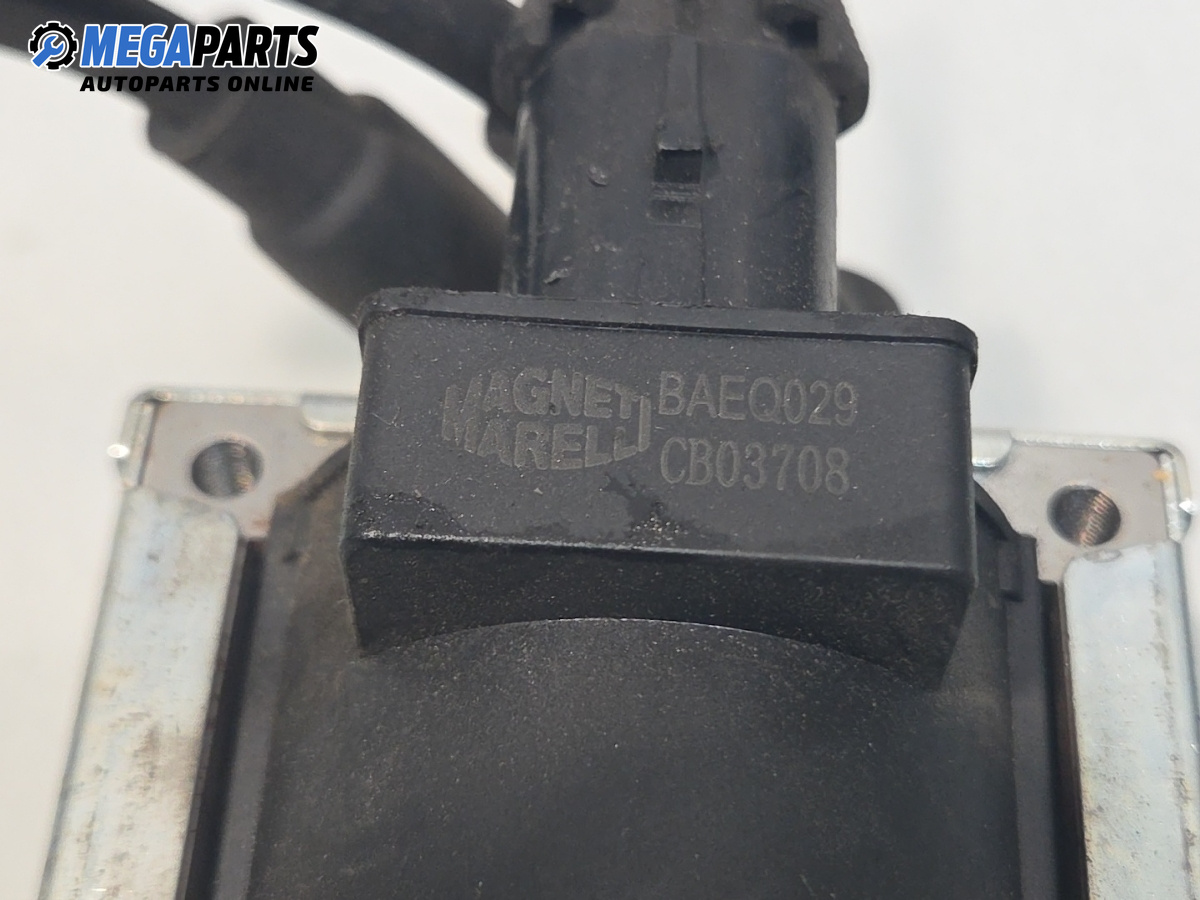 MEGAPARTS
AUTOPARTS ONLINE
MAGNETI BAEQ029
MARELLI CB03708